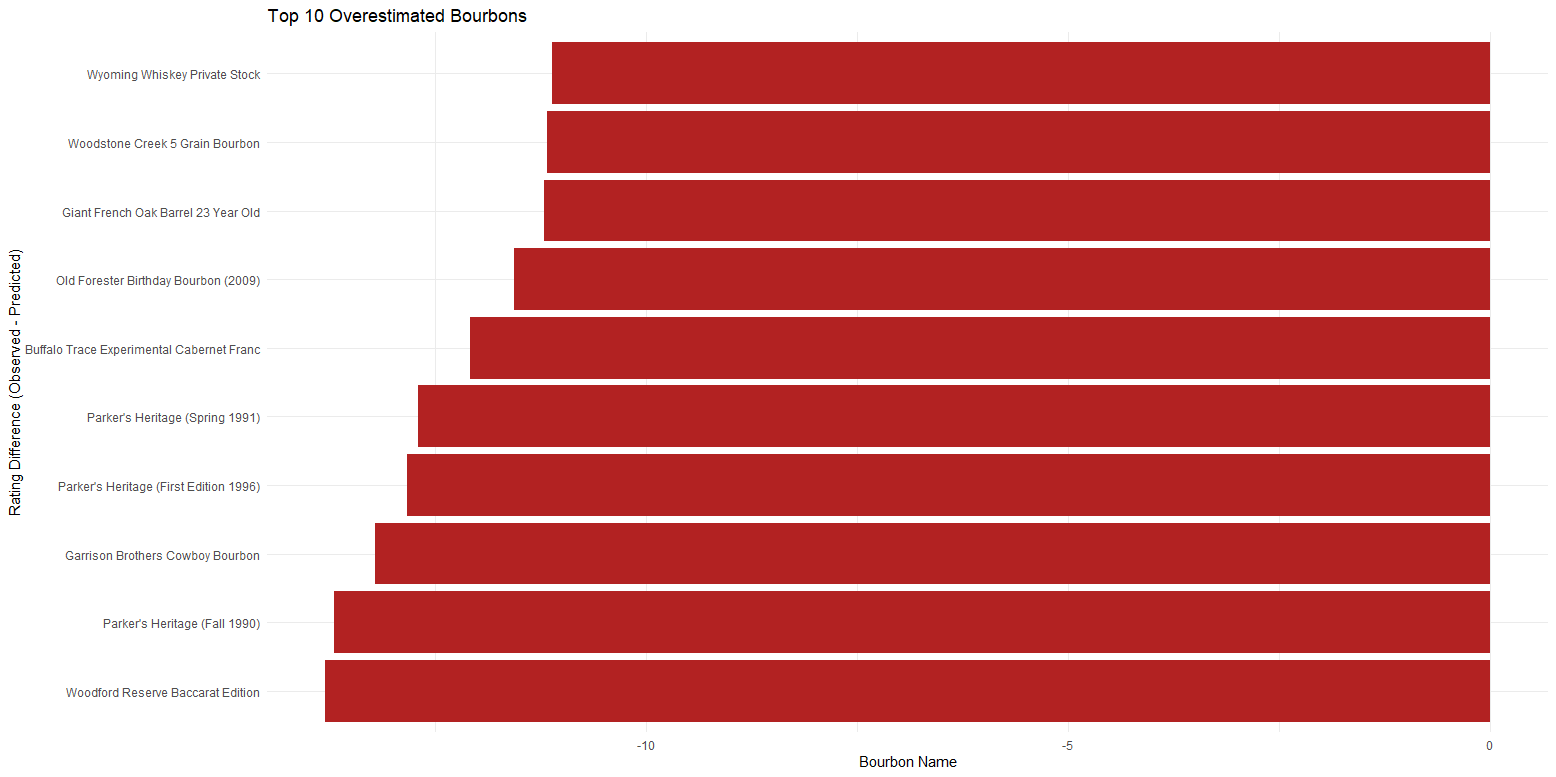 Top 10 Overestimated Bourbons
Rating Difference (Observed - Predicted)
Wyoming Whiskey Private Stock
Woodstone Creek 5 Grain Bourbon
Giant French Oak Barrel 23 Year Old
Old Forester Birthday Bourbon (2009)
Buffalo Trace Experimental Cabernet Franc
Parker's Heritage (Spring 1991)
Parker's Heritage (First Edition 1996)
Garrison Brothers Cowboy Bourbon
Parker's Heritage (Fall 1990)
Woodford Reserve Baccarat Edition
-10 -5 0
Bourbon Name